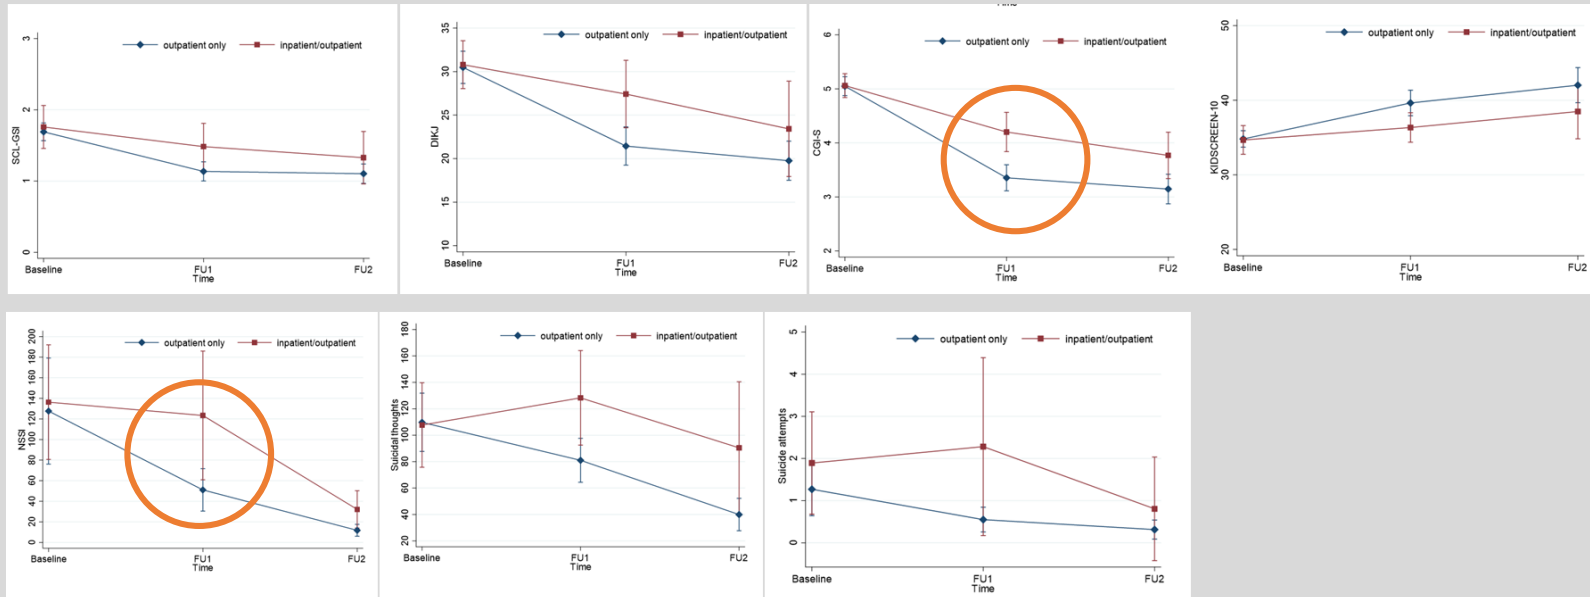 SCL-GSI
3
2
1
0
outpatient only inpatient/outpatient
Baseline FU1 FU2
Time
DIKJ
35
30
25
20
15
10
outpatient only inpatient/outpatient
Baseline FU1 FU2
Time
CGI-S
6
5
4
3
2
outpatient only inpatient/outpatient
Baseline FU1 FU2
Time
KIDSCREEN-10
50
40
30
20
outpatient only inpatient/outpatient
Baseline FU1 FU2
Time
NSSI
200
180
160
140
120
100
80
60
40
20
0
outpatient only inpatient/outpatient
Baseline FU1 FU2
Time
Suicidal thoughts
180
160
140
120
100
80
60
40
20
outpatient only inpatient/outpatient
Baseline FU1 FU2
Time
Suicide attempts
5
4
3
2
1
0
outpatient only inpatient/outpatient
Baseline FU1 FU2
Time